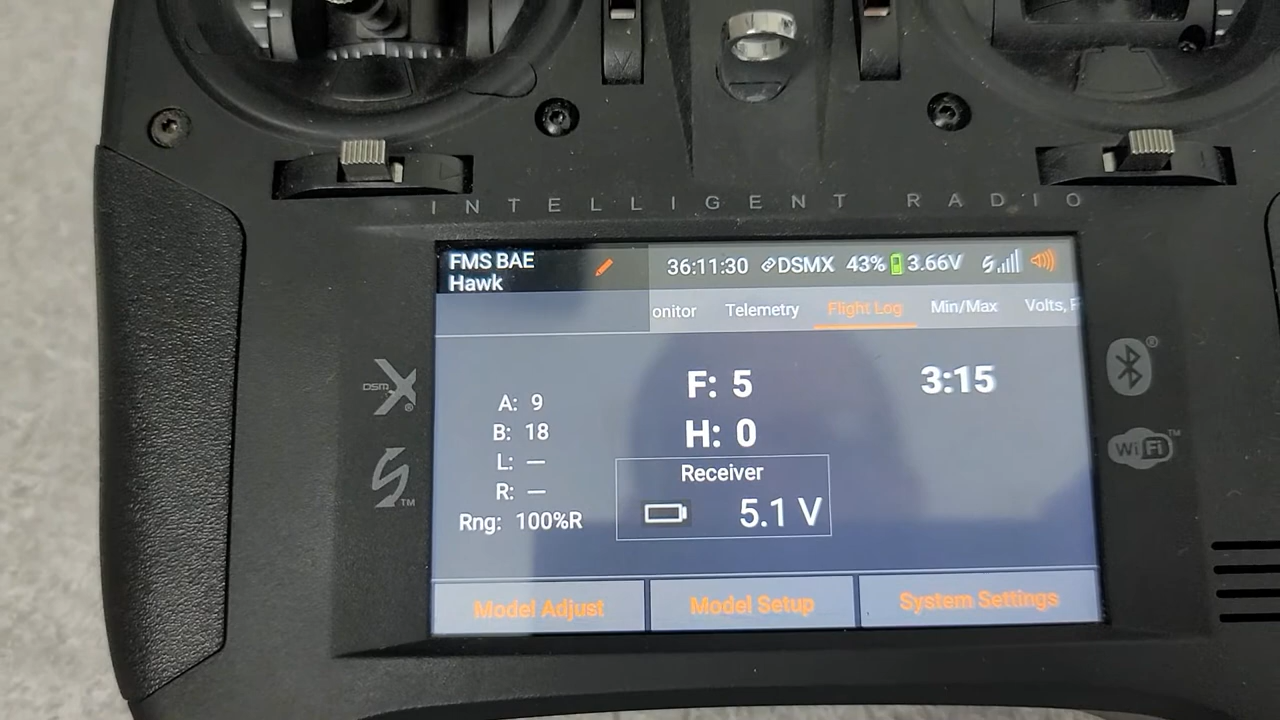 INTELLIGENT RADIO
FMS BAE
Hawk
36:11:30 DSMX 43% 3.66V
onitor Telemetry Flight Log Min/Max Volts,
F: 5
3:15
A: 9
B: 18
H: 0
L: —
R: —
Receiver
5.1 V
Rng: 100%R
Model Adjust Model Setup System Settings
DSM X ®
™
®
WiFi ™